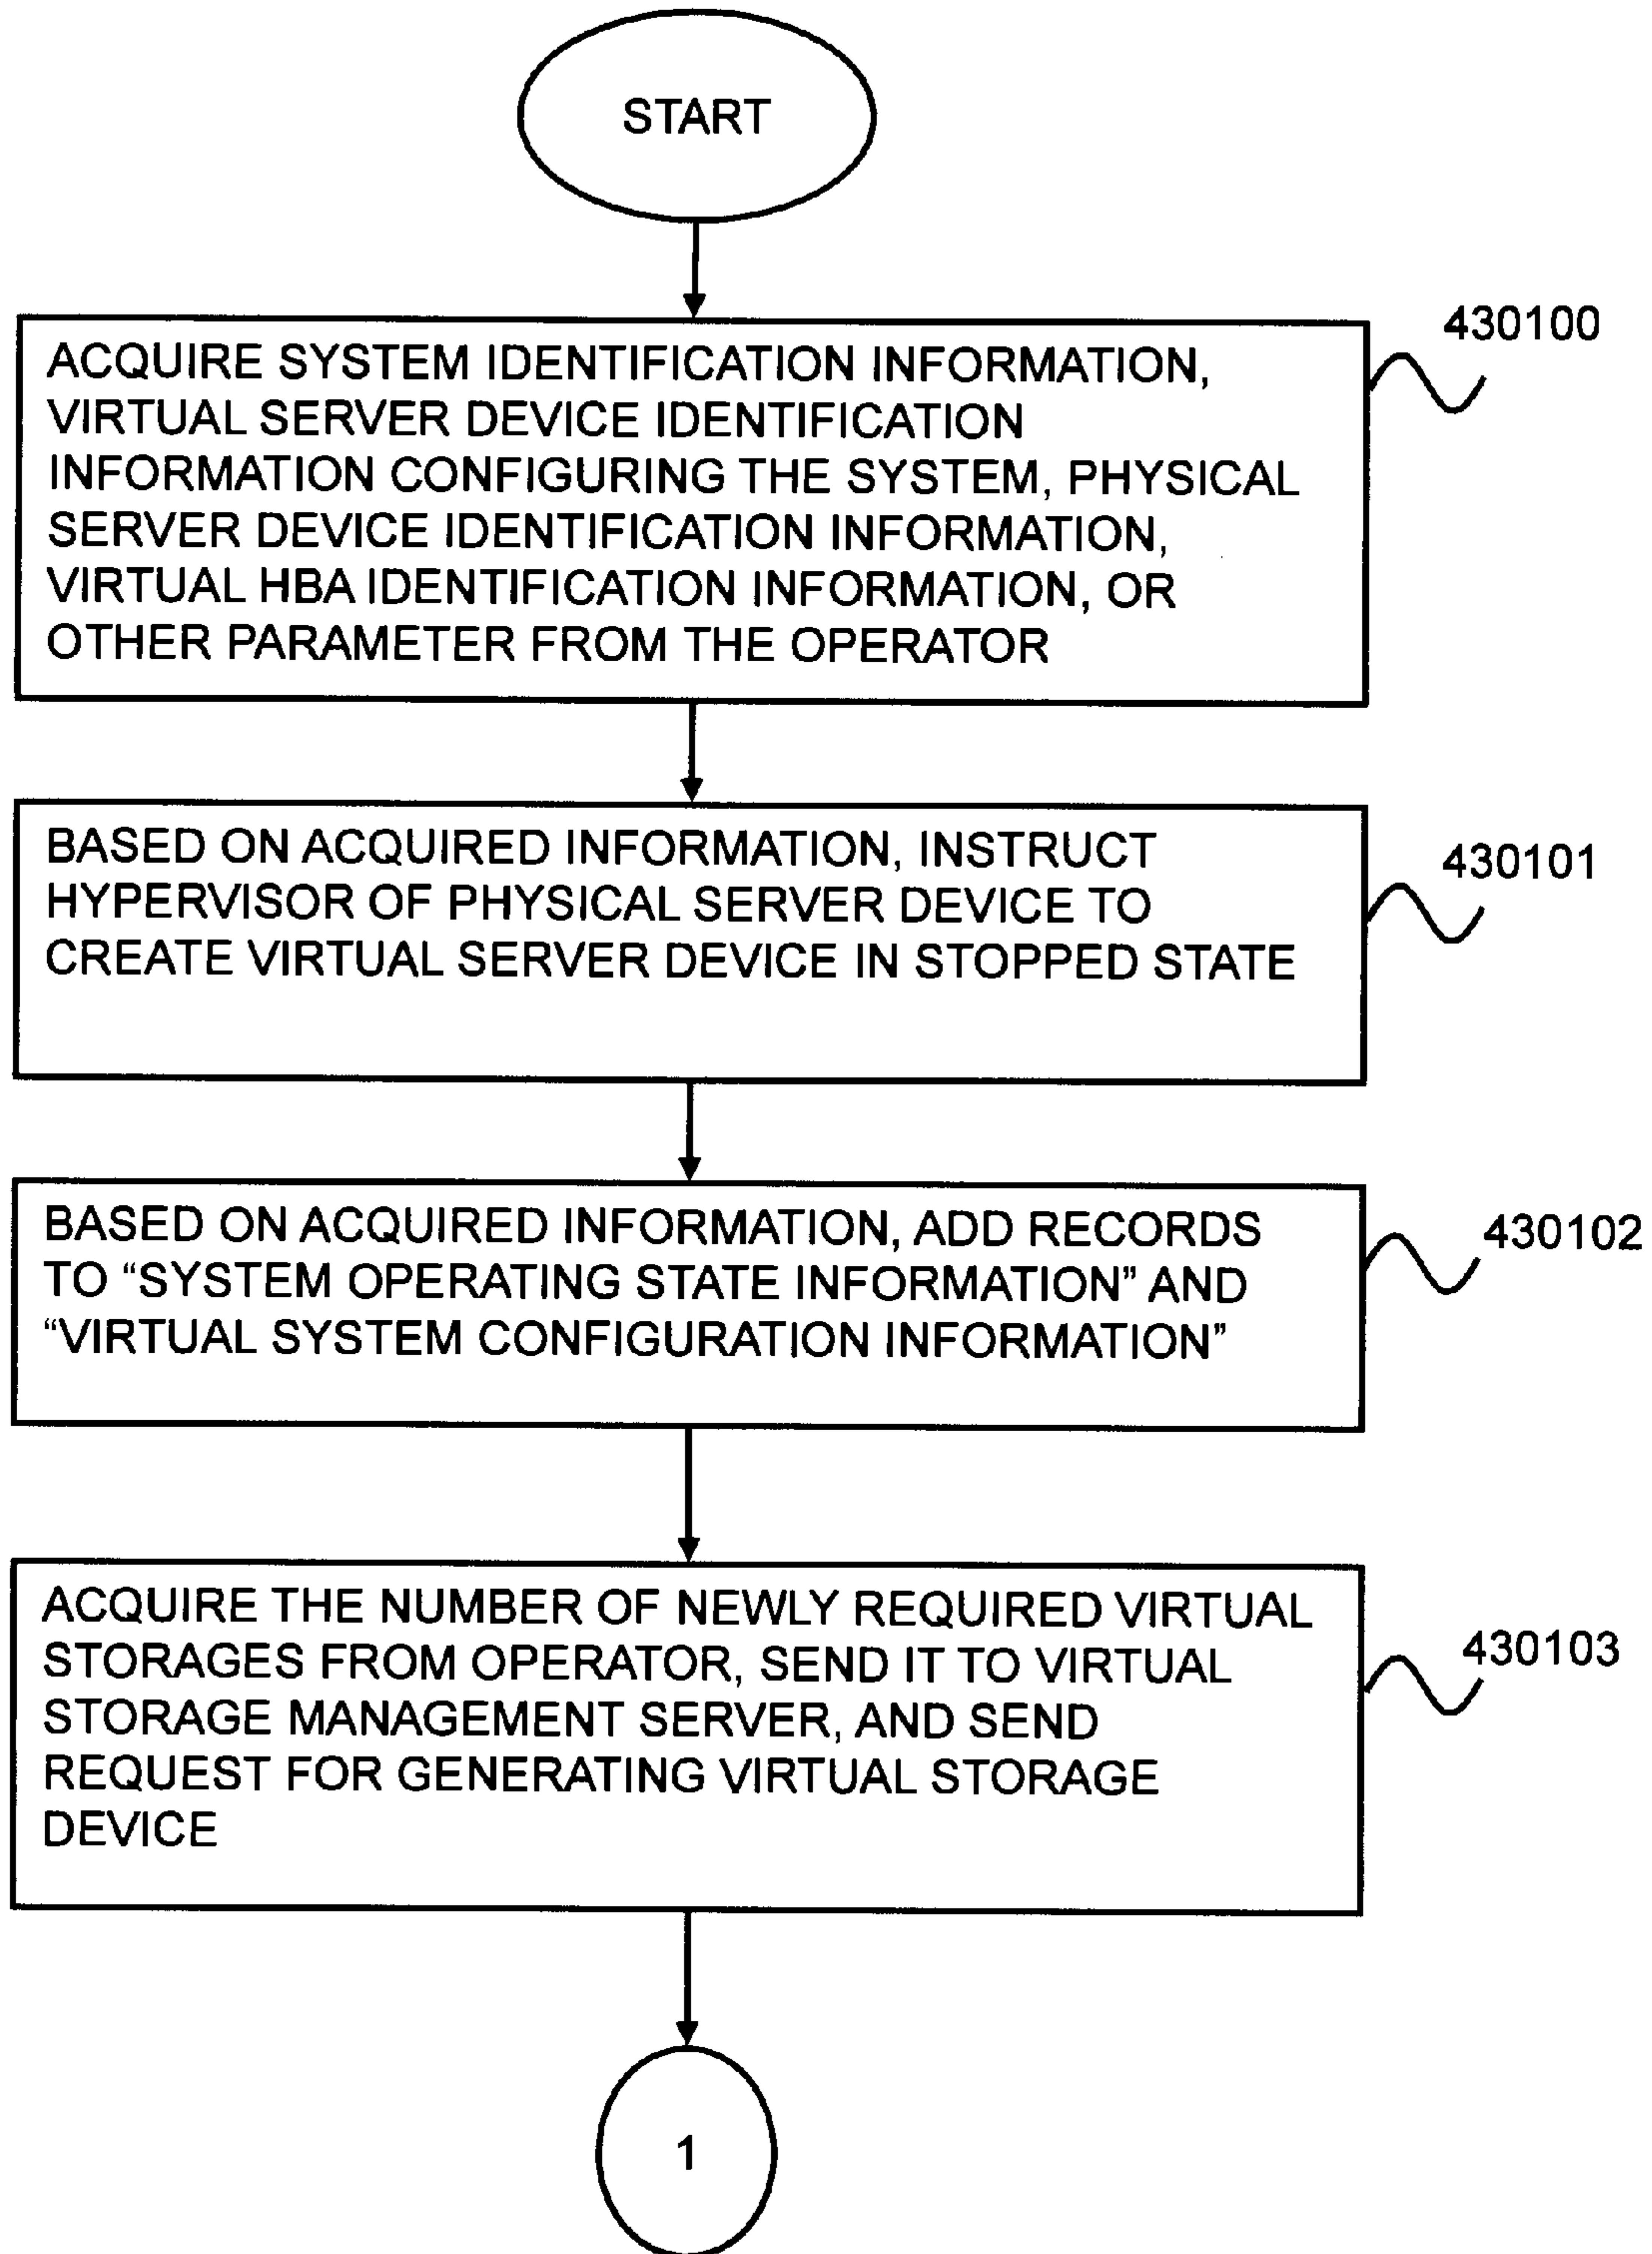 START
430100
ACQUIRE SYSTEM IDENTIFICATION INFORMATION,
VIRTUAL SERVER DEVICE IDENTIFICATION
INFORMATION CONFIGURING THE SYSTEM, PHYSICAL
SERVER DEVICE IDENTIFICATION INFORMATION,
VIRTUAL HBA IDENTIFICATION INFORMATION, OR
OTHER PARAMETER FROM THE OPERATOR
430101
BASED ON ACQUIRED INFORMATION, INSTRUCT
HYPERVISOR OF PHYSICAL SERVER DEVICE TO
CREATE VIRTUAL SERVER DEVICE IN STOPPED STATE
430102
BASED ON ACQUIRED INFORMATION, ADD RECORDS
TO “SYSTEM OPERATING STATE INFORMATION” AND
“VIRTUAL SYSTEM CONFIGURATION INFORMATION”
430103
ACQUIRE THE NUMBER OF NEWLY REQUIRED VIRTUAL
STORAGES FROM OPERATOR, SEND IT TO VIRTUAL
STORAGE MANAGEMENT SERVER, AND SEND
REQUEST FOR GENERATING VIRTUAL STORAGE
DEVICE
1